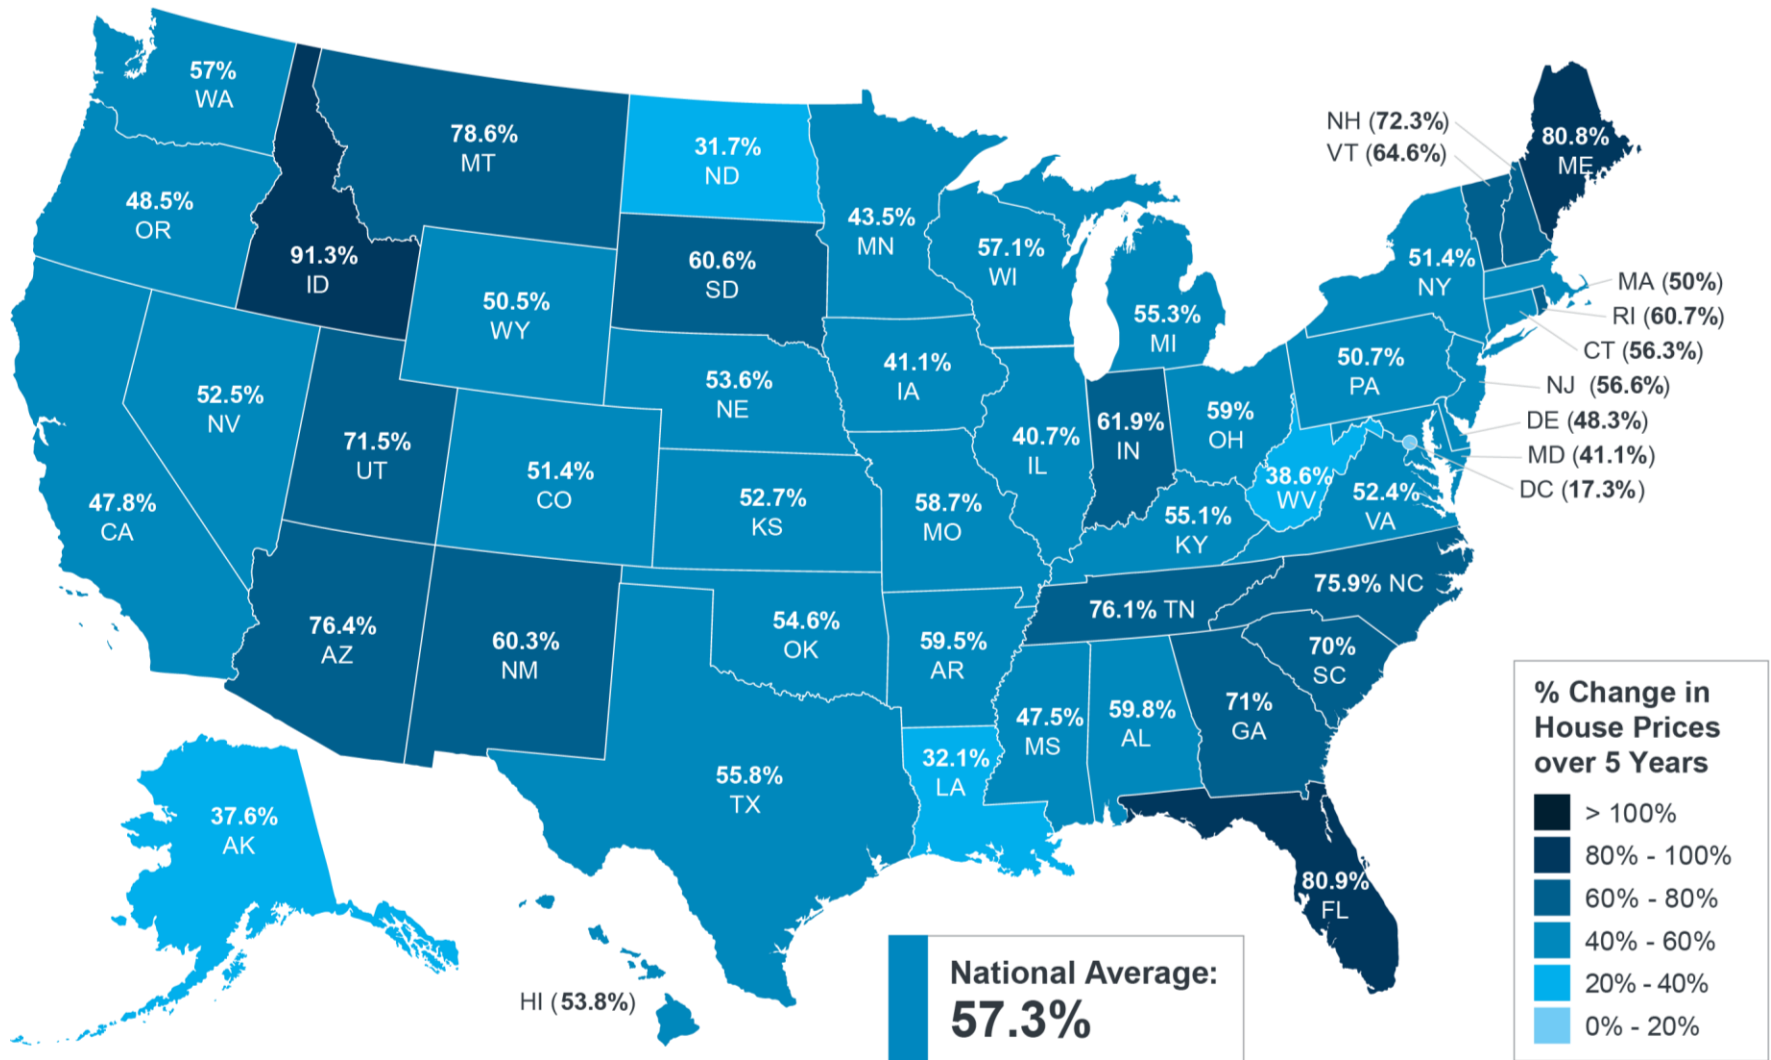 57%
WA
78.6%
MT
31.7%
ND
NH (72.3%)
VT (64.6%)
80.8%
ME
48.5%
OR
91.3%
ID
50.5%
WY
60.6%
SD
43.5%
MN
57.1%
WI
55.3%
MI
51.4%
NY
MA (50%)
RI (60.7%)
CT (56.3%)
NJ (56.6%)
DE (48.3%)
MD (41.1%)
DC (17.3%)
52.5%
NV
71.5%
UT
53.6%
NE
41.1%
IA
40.7%
IL
61.9%
IN
59%
OH
50.7%
PA
47.8%
CA
51.4%
CO
52.7%
KS
58.7%
MO
55.1%
KY
38.6%
WV
52.4%
VA
76.4%
AZ
60.3%
NM
54.6%
OK
59.5%
AR
76.1% TN
75.9% NC
70%
SC
37.6%
AK
55.8%
TX
32.1%
LA
47.5%
MS
59.8%
AL
71%
GA
80.9%
FL
HI (53.8%)
National Average:
57.3%
% Change in
House Prices
over 5 Years
> 100%
80% - 100%
60% - 80%
40% - 60%
20% - 40%
0% - 20%